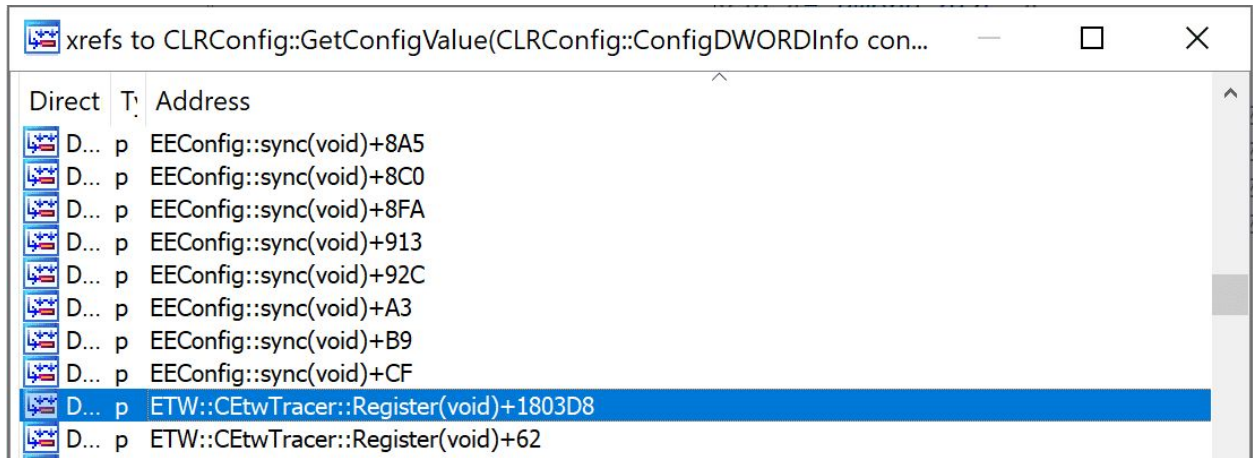 xrefs to CLRConfig::GetConfigValue(CLRConfig::ConfigDWORDInfo con...
Direct Ty Address
D... p EEConfig::sync(void)+8A5
D... p EEConfig::sync(void)+8C0
D... p EEConfig::sync(void)+8FA
D... p EEConfig::sync(void)+913
D... p EEConfig::sync(void)+92C
D... p EEConfig::sync(void)+A3
D... p EEConfig::sync(void)+B9
D... p EEConfig::sync(void)+CF
D... p ETW::CEtwTracer::Register(void)+1803D8
D... p ETW::CEtwTracer::Register(void)+62